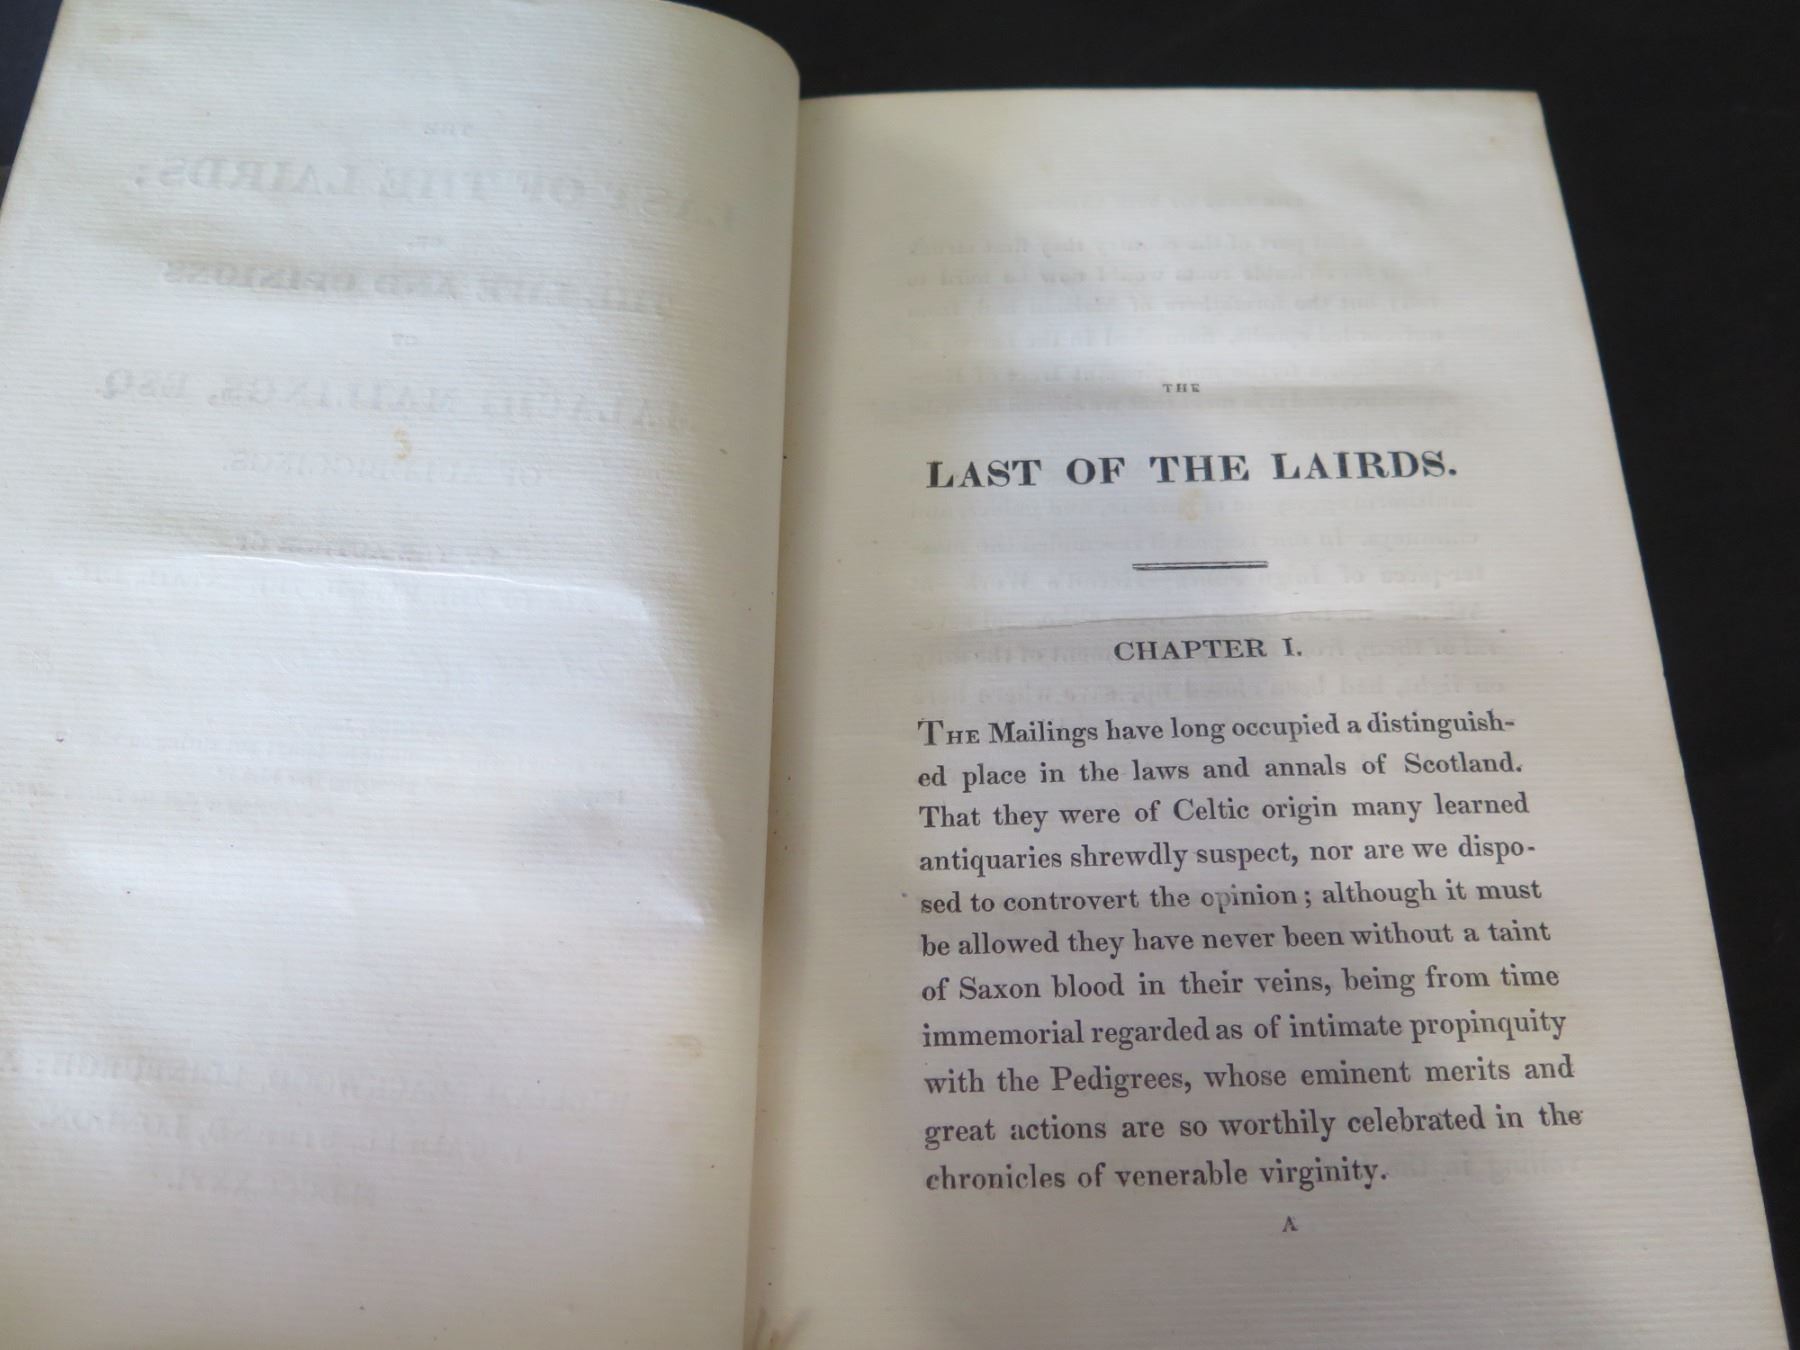 THE
LAST OF THE LAIRDS.
CHAPTER I.
THE Mailings have long occupied a distinguish-
ed place in the laws and annals of Scotland.
That they were of Celtic origin many learned
antiquaries shrewdly suspect, nor are we dispo-
sed to controvert the opinion; although it must
be allowed they have never been without a taint
of Saxon blood in their veins, being from time
immemorial regarded as of intimate propinquity
with the Pedigrees, whose eminent merits and
great actions are so worthily celebrated in the
chronicles of venerable virginity.
A